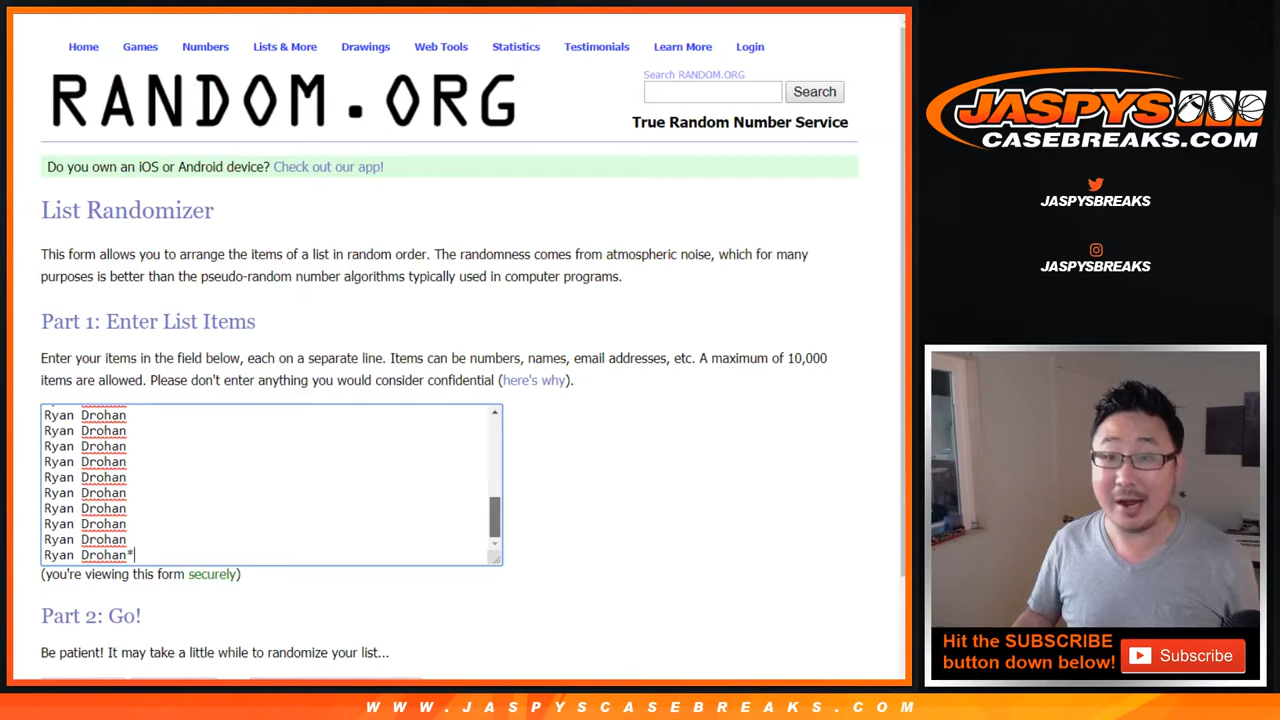 Home Games Numbers Lists & More Drawings Web Tools Statistics Testimonials Learn More Login
RANDOM.ORG
Search RANDOM.ORG
Search
True Random Number Service
Do you own an iOS or Android device? Check out our app!
List Randomizer
This form allows you to arrange the items of a list in random order. The randomness comes from atmospheric noise, which for many
purposes is better than the pseudo-random number algorithms typically used in computer programs.
Part 1: Enter List Items
Enter your items in the field below, each on a separate line. Items can be numbers, names, email addresses, etc. A maximum of 10,000
items are allowed. Please don't enter anything you would consider confidential (here's why).
Ryan Drohan
Ryan Drohan
Ryan Drohan
Ryan Drohan
Ryan Drohan
Ryan Drohan
Ryan Drohan
Ryan Drohan
Ryan Drohan
Ryan Drohan*
(you're viewing this form securely)
Part 2: Go!
Be patient! It may take a little while to randomize your list...
JASPYS
CASEBREAKS.COM
JASPYSBREAKS
JASPYSBREAKS
Hit the SUBSCRIBE
button down below!
Subscribe
WWW.JASPYSCASEBREAKS.COM